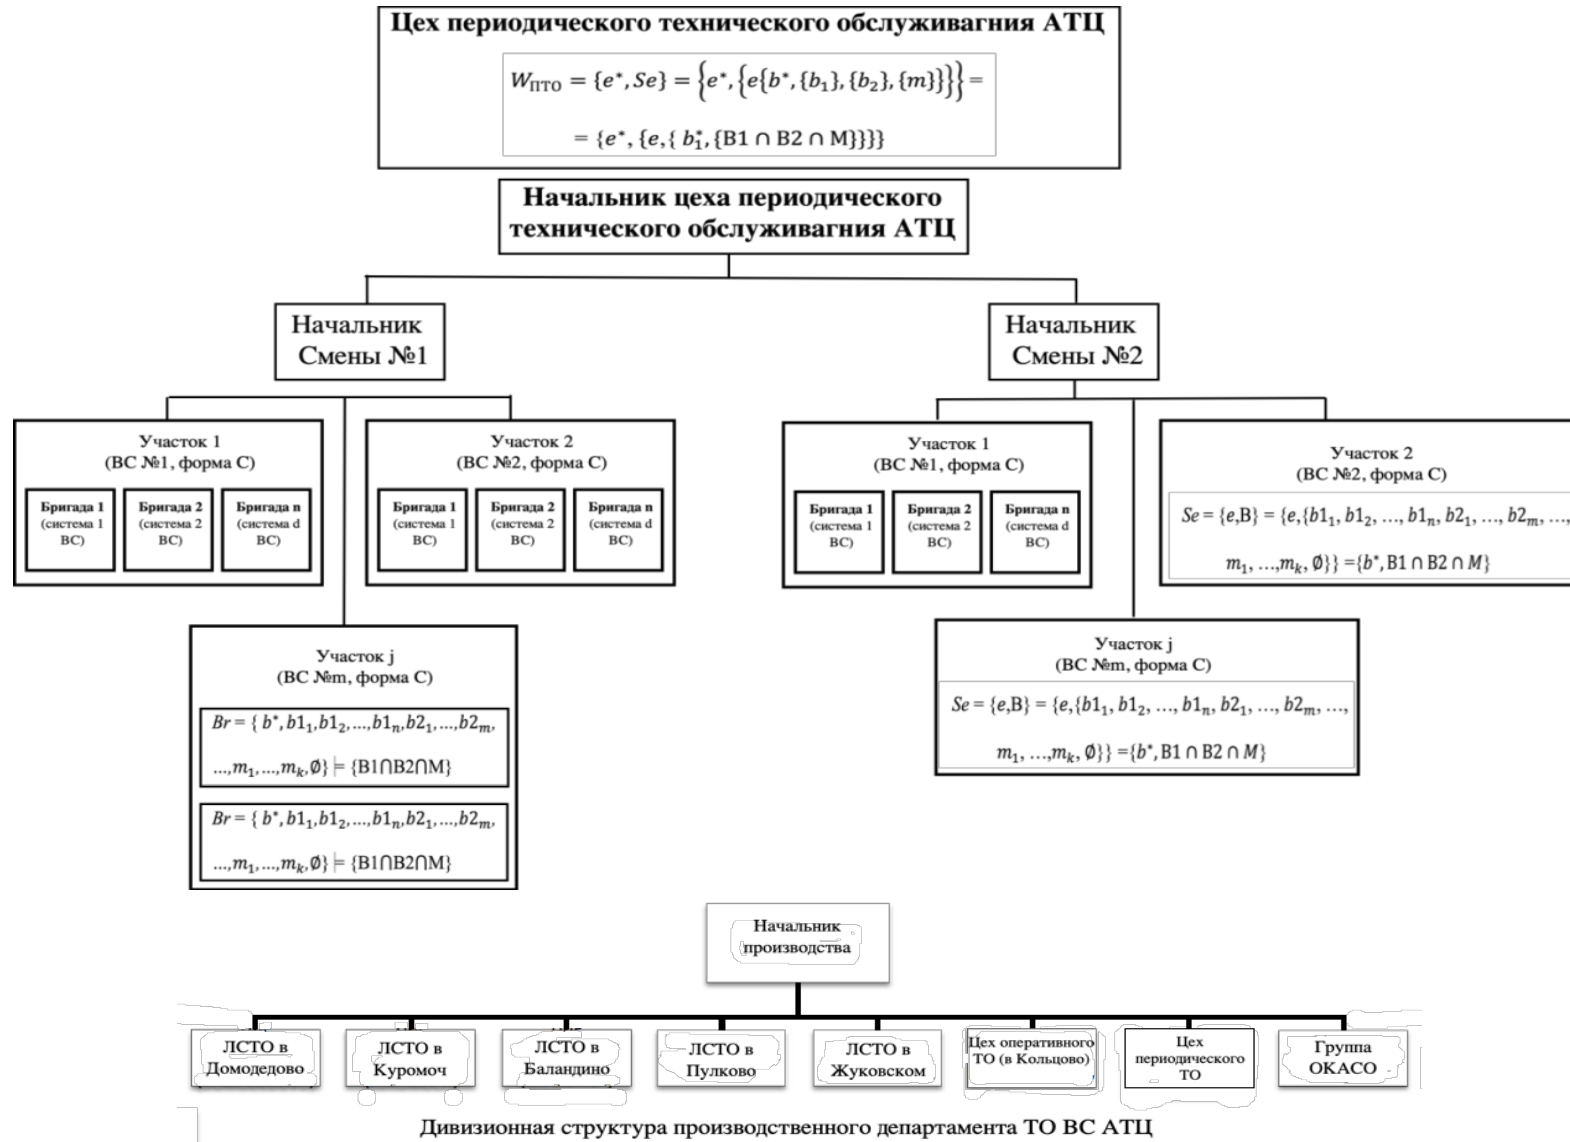 Цех периодического технического обслуживагния АТЦ
W_ПТО = {e*, Se} = {e*, {e{b*, {b₁}, {b₂}, {m}}}} =
= {e*, {e,{ b₁*, {B1 ∩ B2 ∩ M}}}}
Начальник цеха периодического
технического обслуживагния АТЦ
Начальник
Смены №1
Начальник
Смены №2
Участок 1
(ВС №1, форма С)
Бригада 1
(система 1
ВС)
Бригада 2
(система 2
ВС)
Бригада n
(система d
ВС)
Участок 2
(ВС №2, форма С)
Бригада 1
(система 1
ВС)
Бригада 2
(система 2
ВС)
Бригада n
(система d
ВС)
Участок 1
(ВС №1, форма С)
Бригада 1
(система 1
ВС)
Бригада 2
(система 2
ВС)
Бригада n
(система d
ВС)
Участок 2
(ВС №2, форма С)
Se = {e,B} = {e,{b1₁, b1₂, …, b1ₙ, b2₁, …, b2ₘ, …,
m₁, …,mₖ, ∅}} ={b*, B1 ∩ B2 ∩ M}
Участок j
(ВС №m, форма С)
Br = { b*, b1₁, b1₂, ..., b1ₙ, b2₁, ..., b2ₘ,
...,m₁, ..., mₖ, ∅} ⊨ {B1∩B2∩M}
Br = { b*, b1₁, b1₂, ..., b1ₙ, b2₁, ..., b2ₘ,
...,m₁, ..., mₖ, ∅} ⊨ {B1∩B2∩M}
Участок j
(ВС №m, форма С)
Se = {e,B} = {e,{b1₁, b1₂, …, b1ₙ, b2₁, …, b2ₘ, …,
m₁, …,mₖ, ∅}} ={b*, B1 ∩ B2 ∩ M}
Начальник
производства
ЛСТО в
Домодедово
ЛСТО в
Куромоч
ЛСТО в
Баландино
ЛСТО в
Пулково
ЛСТО в
Жуковском
Цех оперативного
ТО (в Кольцово)
Цех
периодического
ТО
Группа
ОКАСО
Дивизионная структура производственного департамента ТО ВС АТЦ